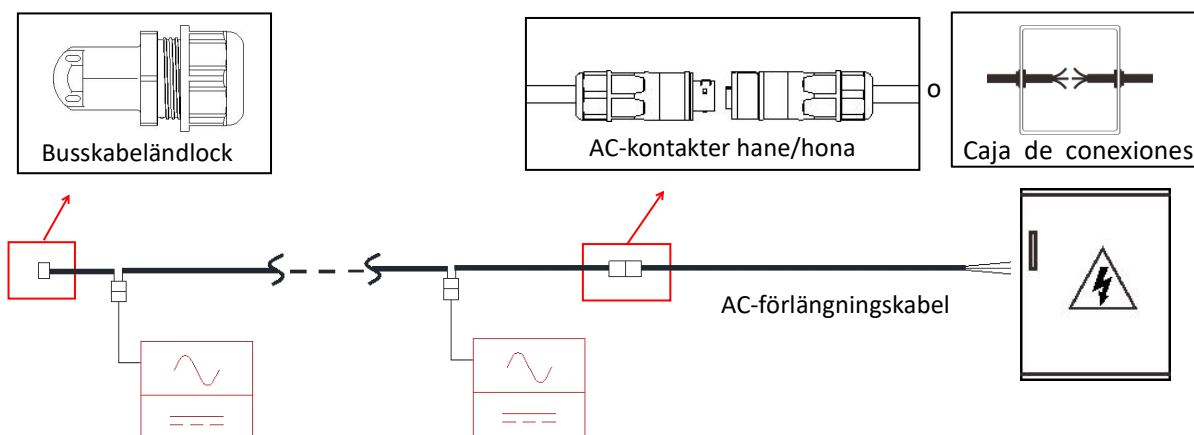 Busskabeländlock
AC-kontakter hane/hona
o
Caja de conexiones
AC-förlängningskabel